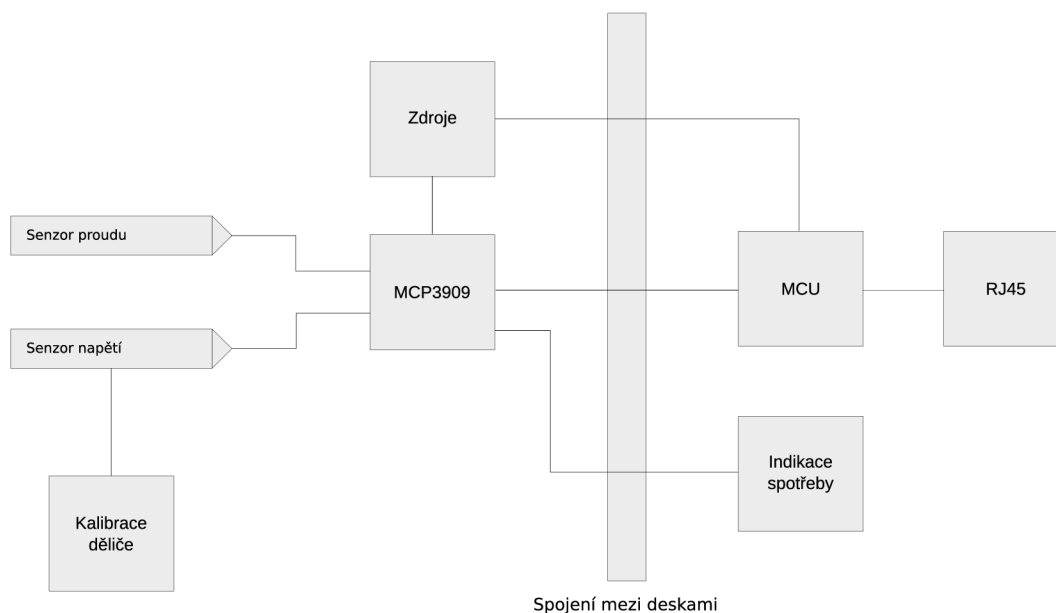 Zdroje
Senzor proudu
MCP3909
MCU
RJ45
Senzor napětí
Indikace
spotřeby
Kalibrace
děliče
Spojení mezi deskami